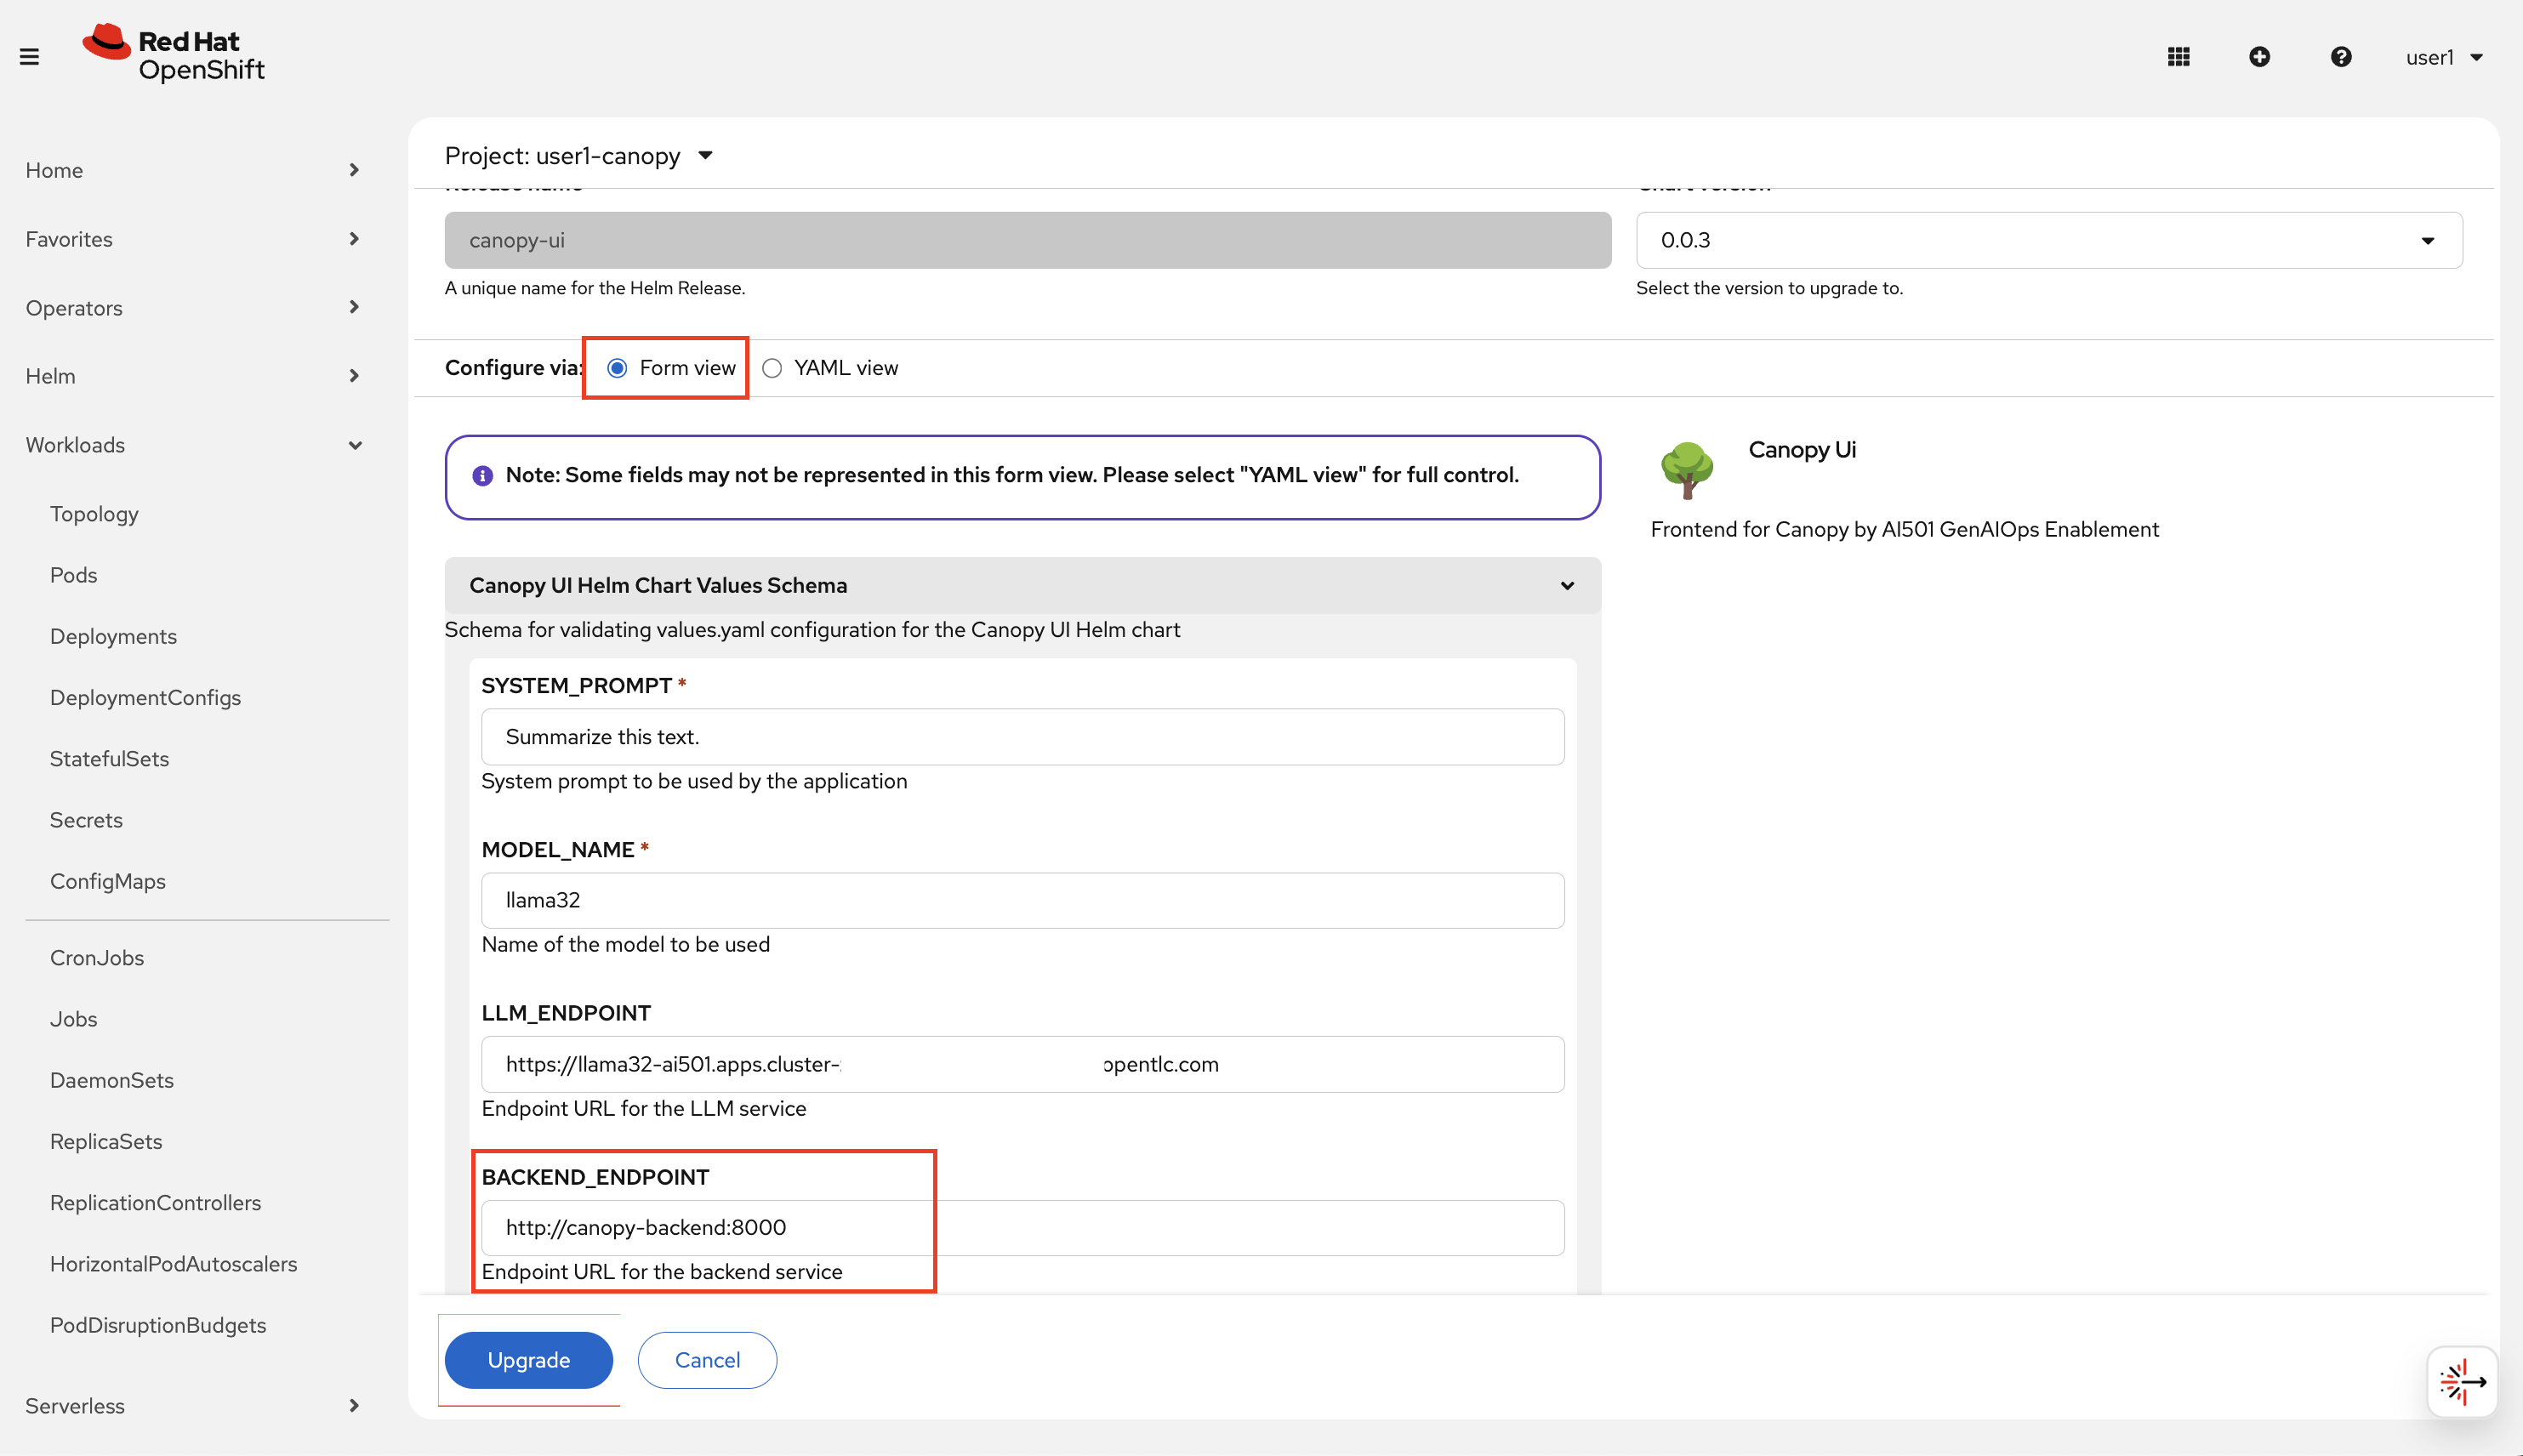 Red Hat
OpenShift
user1
Home
Favorites
Operators
Helm
Workloads
Topology
Pods
Deployments
DeploymentConfigs
StatefulSets
Secrets
ConfigMaps
CronJobs
Jobs
DaemonSets
ReplicaSets
ReplicationControllers
HorizontalPodAutoscalers
PodDisruptionBudgets
Serverless
Project: user1-canopy
Release name
Chart version
canopy-ui
0.0.3
A unique name for the Helm Release.
Select the version to upgrade to.
Configure via: Form view YAML view
Note: Some fields may not be represented in this form view. Please select "YAML view" for full control.
Canopy Ui
Frontend for Canopy by AI501 GenAIOps Enablement
Canopy UI Helm Chart Values Schema
Schema for validating values.yaml configuration for the Canopy UI Helm chart
SYSTEM_PROMPT *
Summarize this text.
System prompt to be used by the application
MODEL_NAME *
llama32
Name of the model to be used
LLM_ENDPOINT
https://llama32-ai501.apps.cluster- opentlc.com
Endpoint URL for the LLM service
BACKEND_ENDPOINT
http://canopy-backend:8000
Endpoint URL for the backend service
Upgrade
Cancel